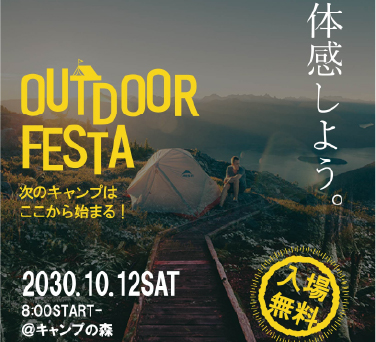 体感しよう。
OUTDOOR
FESTA
次のキャンプは
ここから始まる！
2030.10.12SAT
8:00START-
@キャンプの森
入場
無料